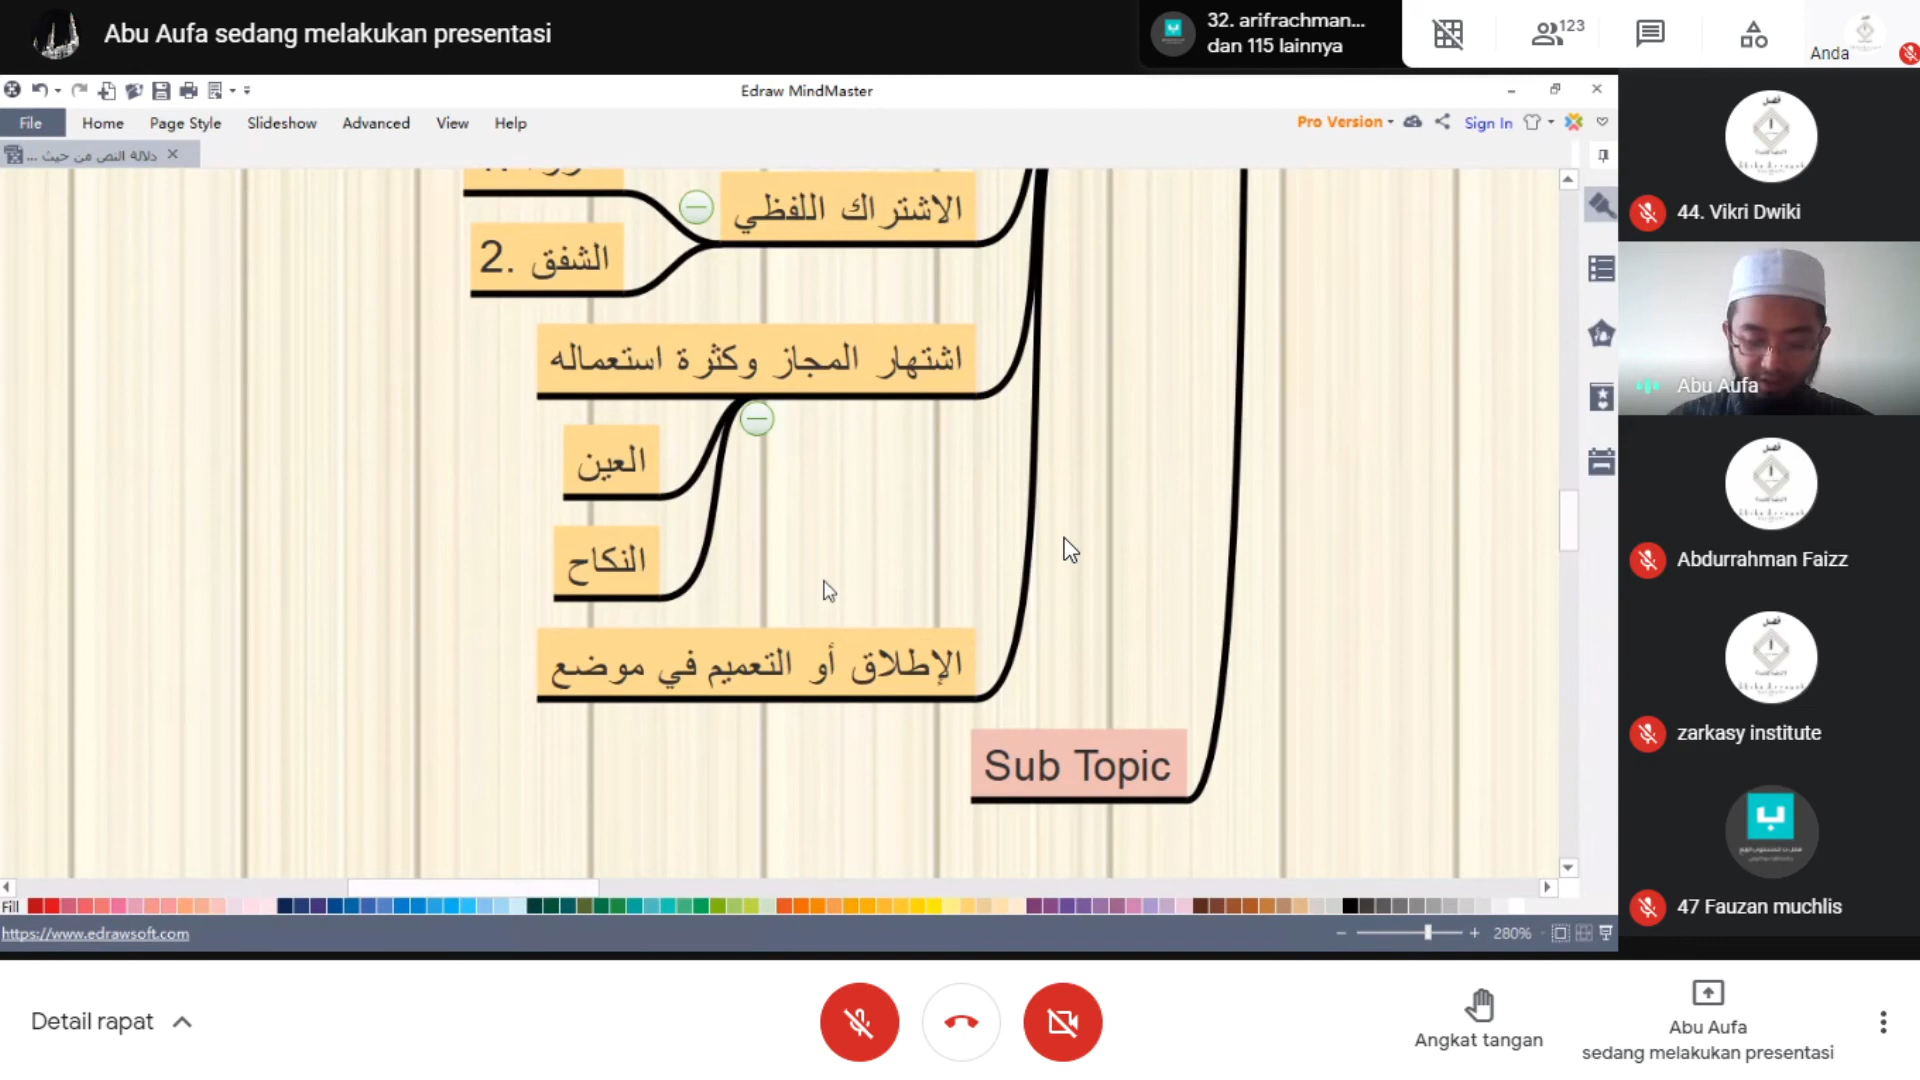 Abu Aufa sedang melakukan presentasi
32. arifrachman...
dan 115 lainnya
123
Anda
Edraw MindMaster
File
Home
Page Style
Slideshow
Advanced
View
Help
Pro Version
Sign In
دلالة النص من حيث ...
الاشتراك اللفظي
2. الشفق
اشتهار المجاز وكثرة استعماله
العين
النكاح
الإطلاق أو التعميم في موضع
Sub Topic
Fill
https://www.edrawsoft.com
280%
44. Vikri Dwiki
Abu Aufa
Abdurrahman Faizz
zarkasy institute
47 Fauzan muchlis
Detail rapat
Angkat tangan
Abu Aufa
sedang melakukan presentasi